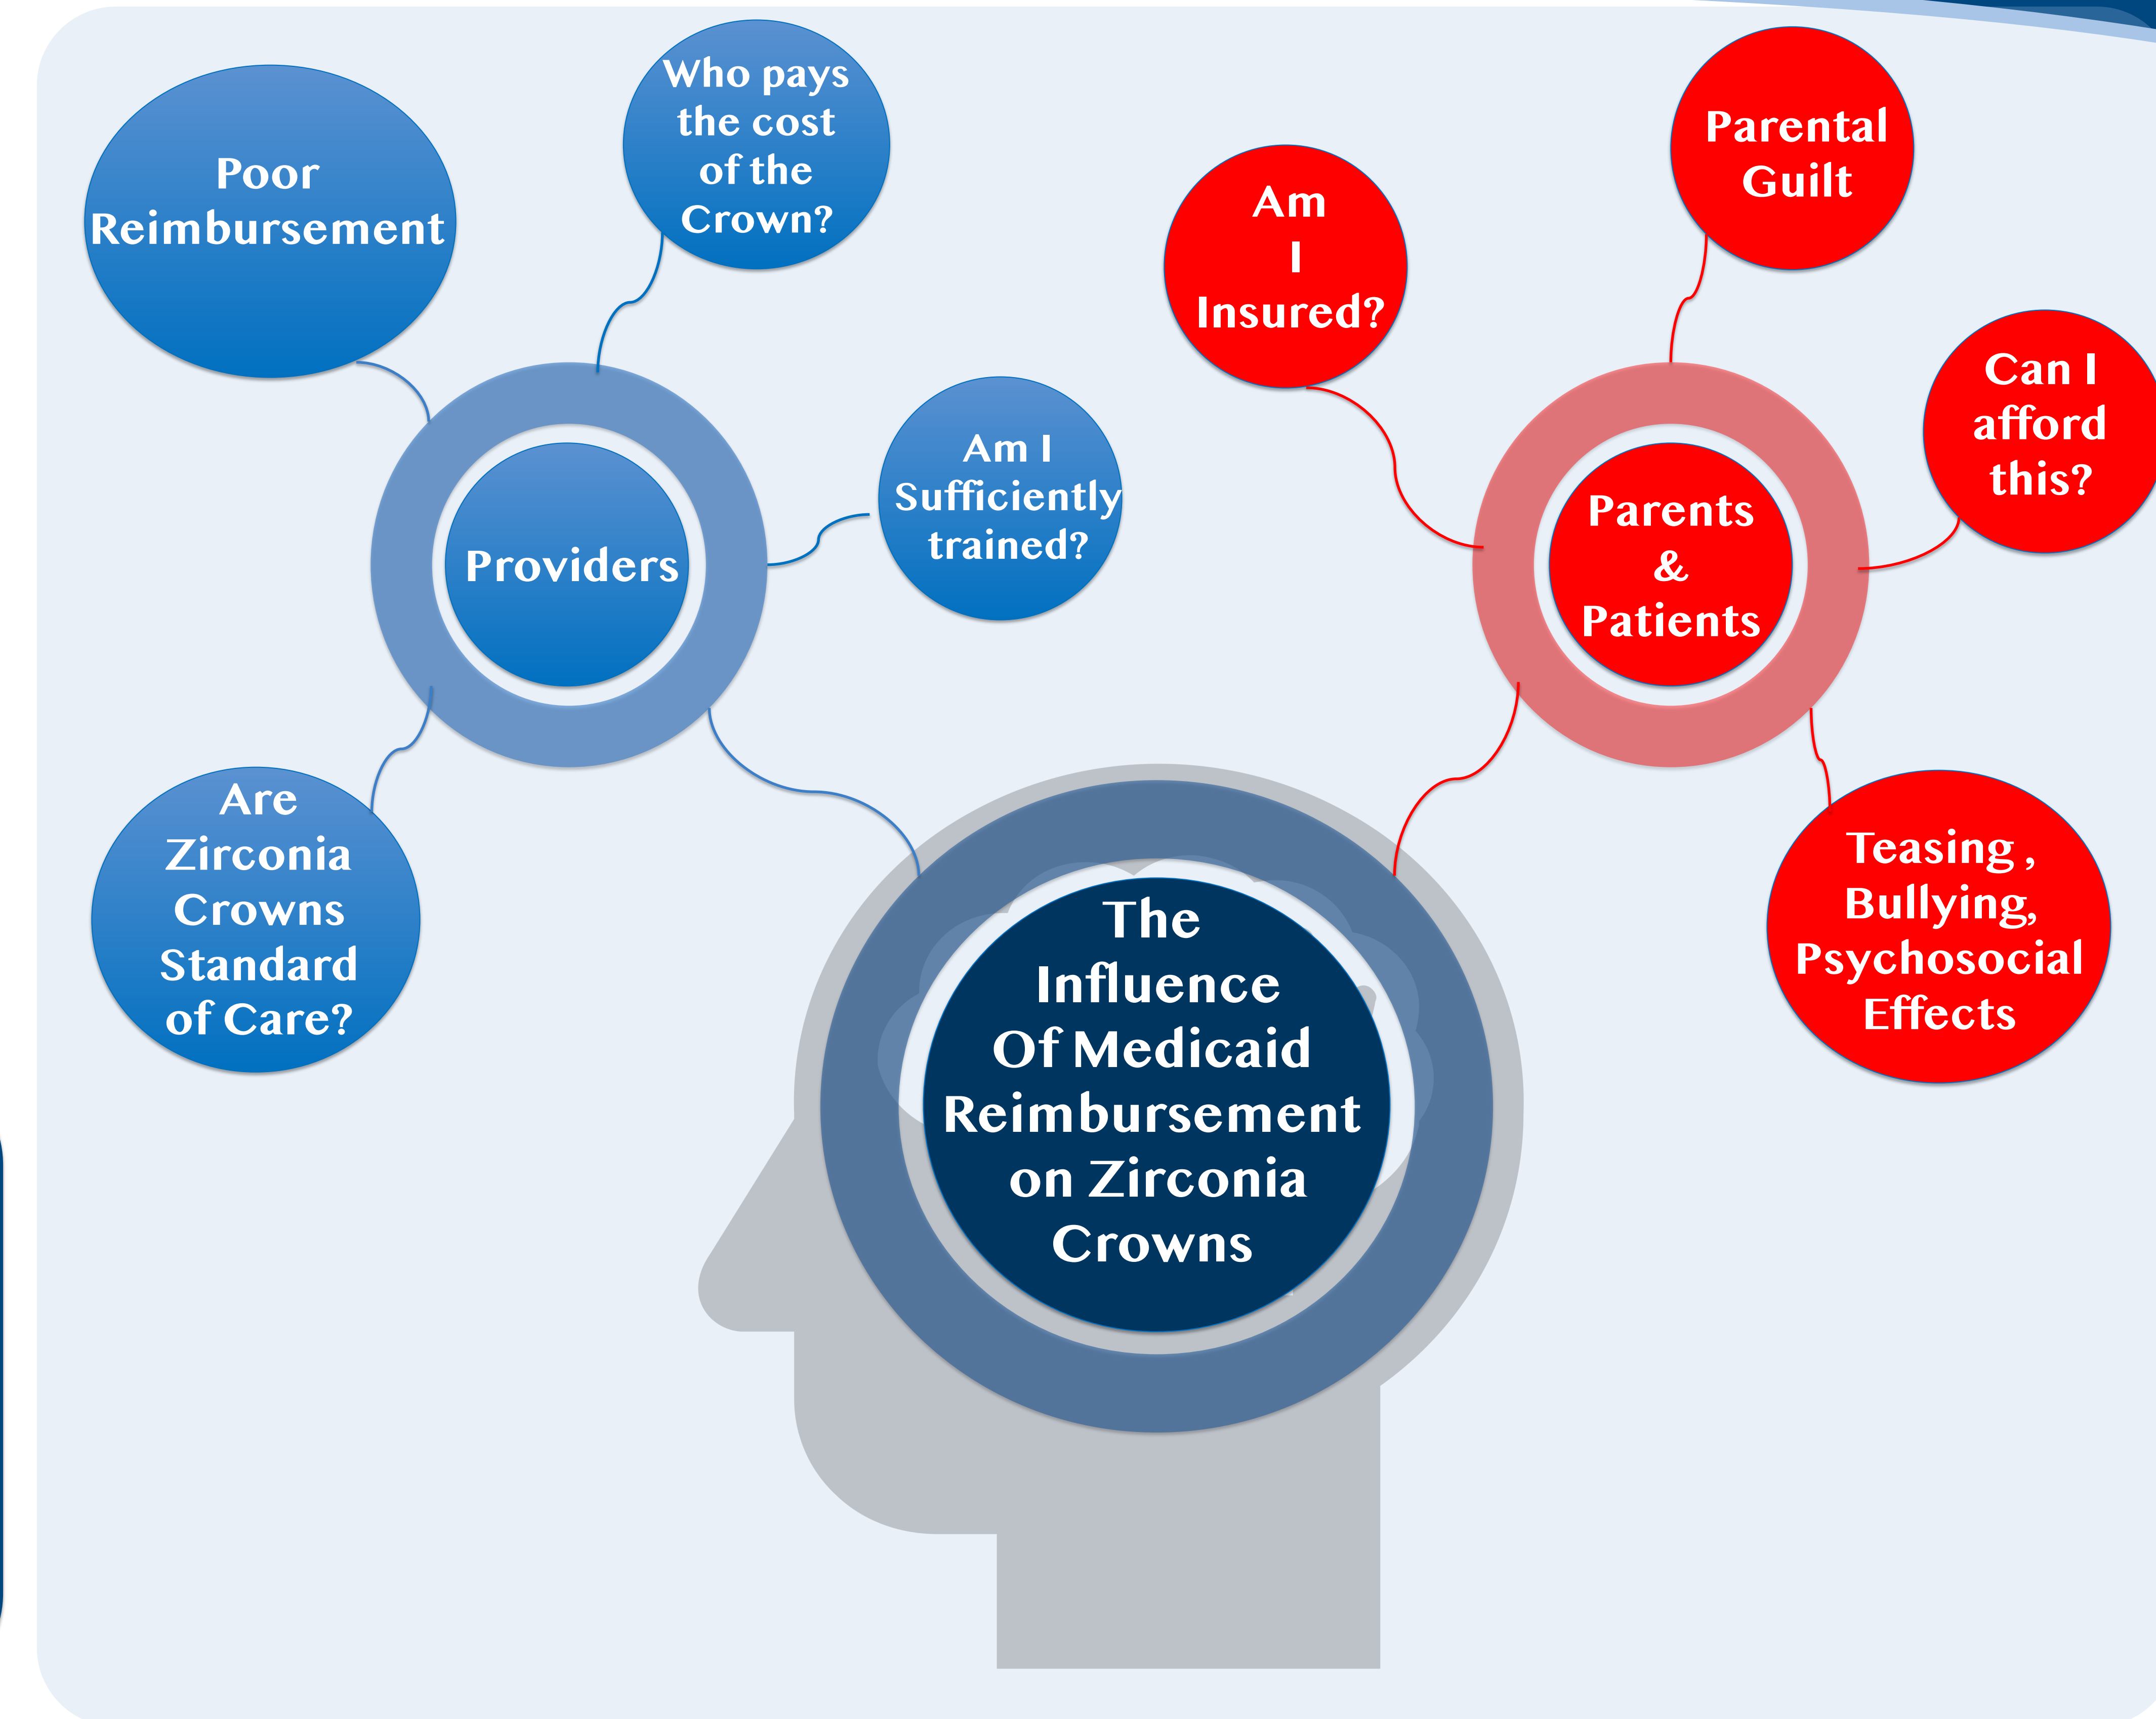 Poor
Reimbursement
Who pays
the cost
of the
Crown?
Am I
Sufficiently
trained?
Providers
Are
Zirconia
Crowns
Standard
of Care?
Am
I
Insured?
Parental
Guilt
Can I
afford
this?
Parents
&
Patients
Teasing,
Bullying,
Psychosocial
Effects
The
Influence
Of Medicaid
Reimbursement
on Zirconia
Crowns